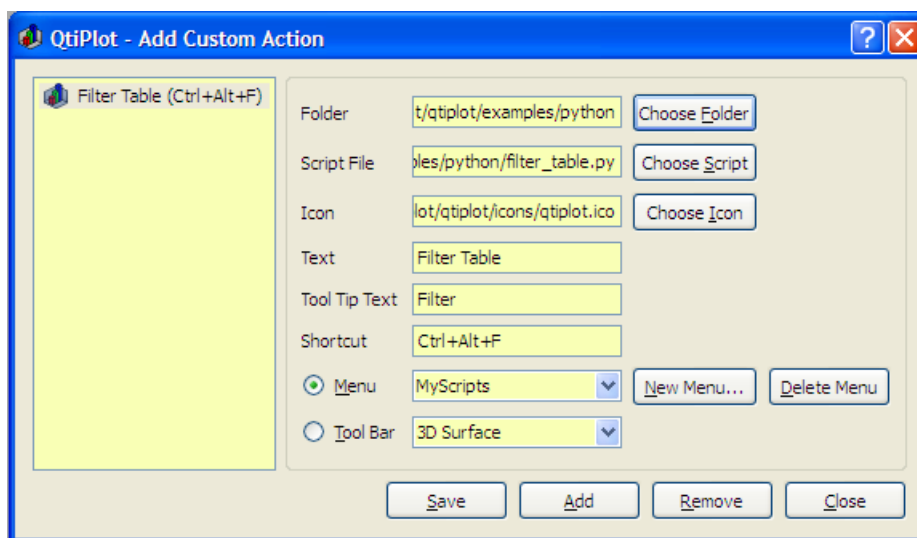 QtiPlot - Add Custom Action
Filter Table (Ctrl+Alt+F)
Folder t/qtiplot/examples/python Choose Folder
Script File ples/python/filter_table.py Choose Script
Icon lot/qtiplot/icons/qtiplot.ico Choose Icon
Text Filter Table
Tool Tip Text Filter
Shortcut Ctrl+Alt+F
Menu MyScripts New Menu... Delete Menu
Tool Bar 3D Surface
Save Add Remove Close